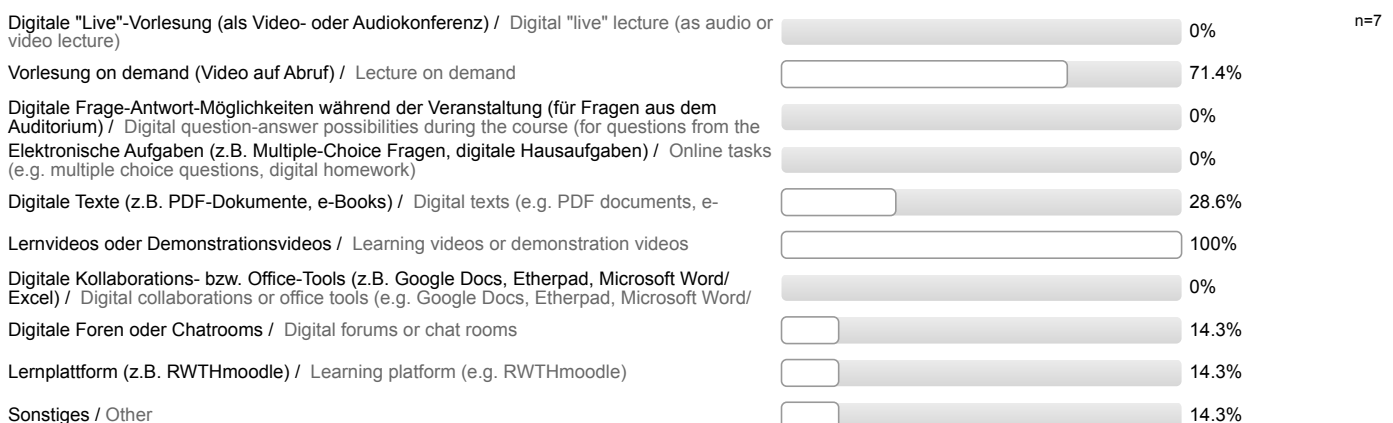 Digitale "Live"-Vorlesung (als Video- oder Audiokonferenz) / Digital "live" lecture (as audio or
video lecture)
0%
n=7
Vorlesung on demand (Video auf Abruf) / Lecture on demand
71.4%
Digitale Frage-Antwort-Möglichkeiten während der Veranstaltung (für Fragen aus dem
Auditorium) / Digital question-answer possibilities during the course (for questions from the
0%
Elektronische Aufgaben (z.B. Multiple-Choice Fragen, digitale Hausaufgaben) / Online tasks
(e.g. multiple choice questions, digital homework)
0%
Digitale Texte (z.B. PDF-Dokumente, e-Books) / Digital texts (e.g. PDF documents, e-
28.6%
Lernvideos oder Demonstrationsvideos / Learning videos or demonstration videos
100%
Digitale Kollaborations- bzw. Office-Tools (z.B. Google Docs, Etherpad, Microsoft Word/
Excel) / Digital collaborations or office tools (e.g. Google Docs, Etherpad, Microsoft Word/
0%
Digitale Foren oder Chatrooms / Digital forums or chat rooms
14.3%
Lernplattform (z.B. RWTHmoodle) / Learning platform (e.g. RWTHmoodle)
14.3%
Sonstiges / Other
14.3%